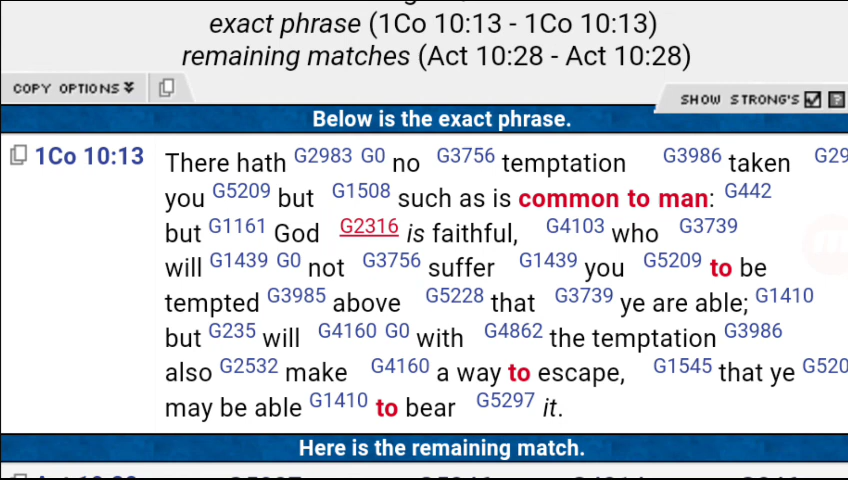 exact phrase (1Co 10:13 - 1Co 10:13)
remaining matches (Act 10:28 - Act 10:28)
COPY OPTIONS
SHOW STRONG'S
Below is the exact phrase.
1Co 10:13 There hath G2983 G0 no G3756 temptation G3986 taken G29
you G5209 but G1508 such as is common to man: G442
but G1161 God G2316 is faithful, G4103 who G3739
will G1439 G0 not G3756 suffer G1439 you G5209 to be
tempted G3985 above G5228 that G3739 ye are able; G1410
but G235 will G4160 G0 with G4862 the temptation G3986
also G2532 make G4160 a way to escape, G1545 that ye G520
may be able G1410 to bear G5297 it.
Here is the remaining match.